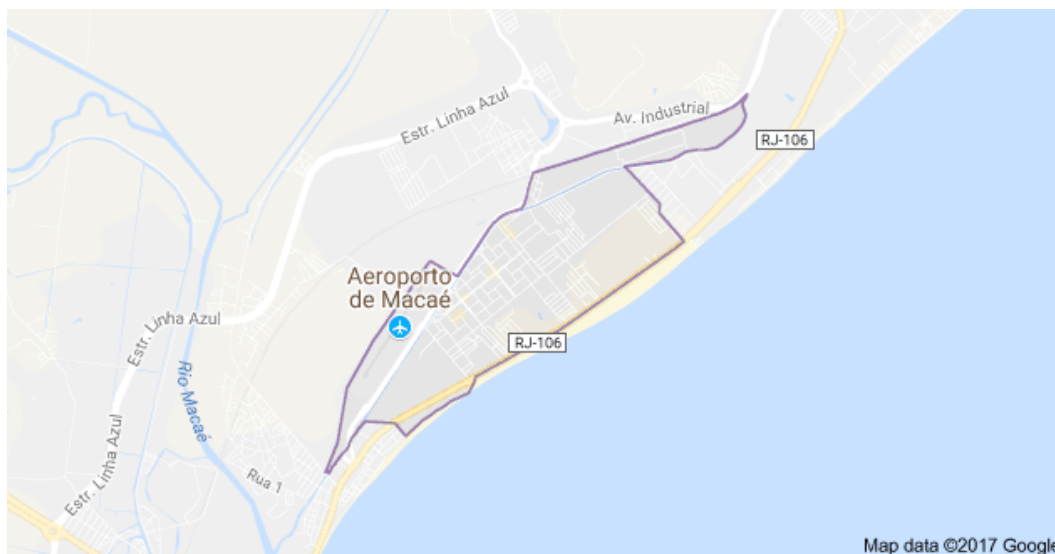 Av. Industrial
Estr. Linha Azul
RJ-106
Aeroporto
de Macaé
Estr. Linha Azul
RJ-106
Rio Macaé
Estr. Linha Azul
Rua 1
Map data ©2017 Google